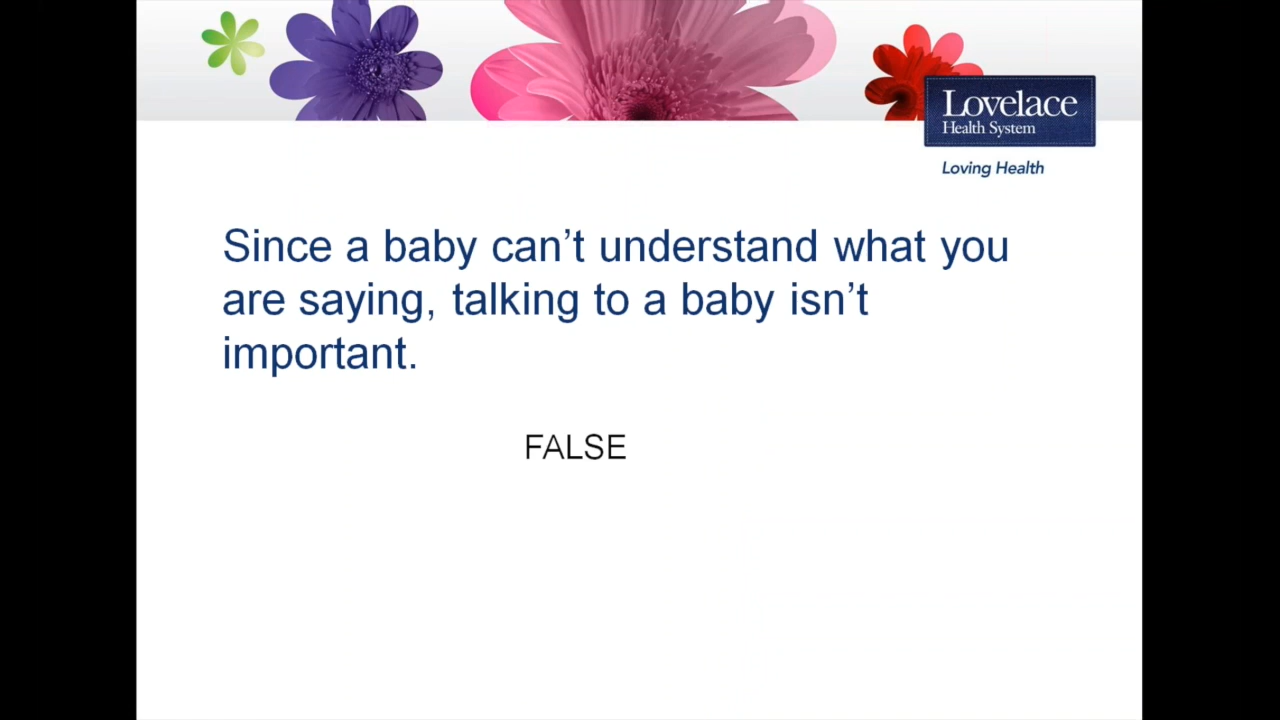 Lovelace
Health System
Loving Health
Since a baby can’t understand what you
are saying, talking to a baby isn’t
important.
FALSE